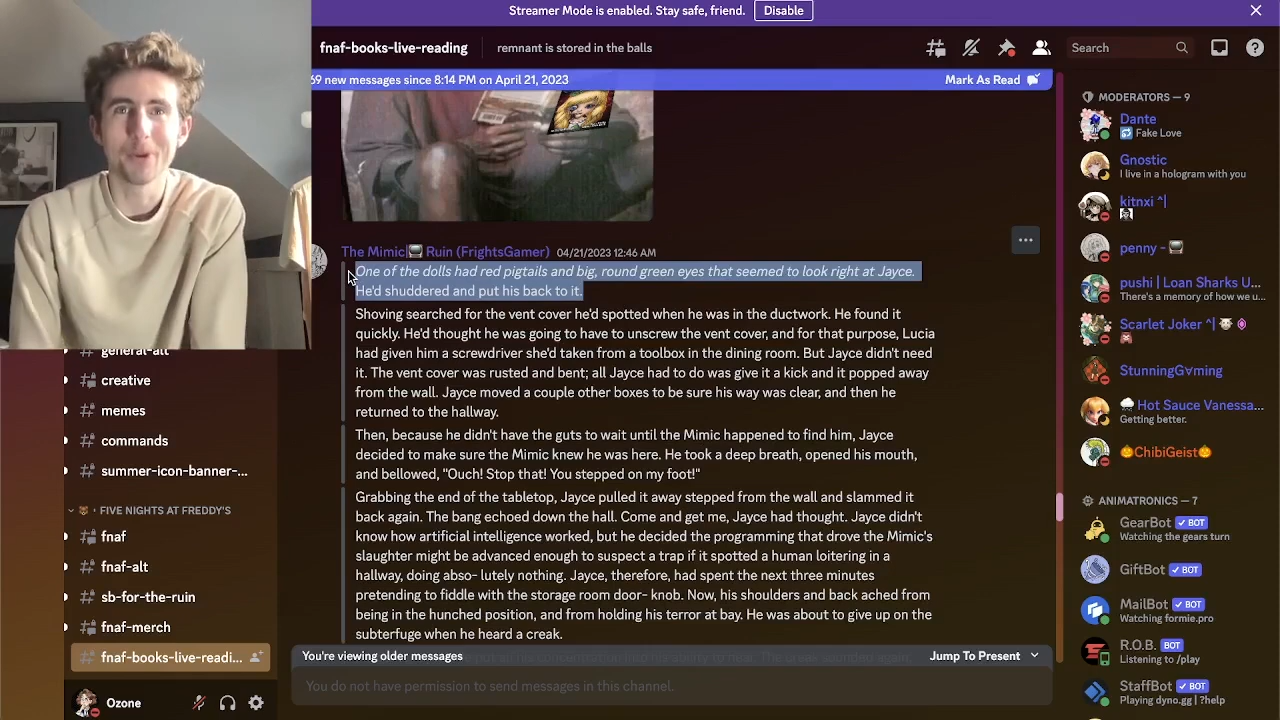 Streamer Mode is enabled. Stay safe, friend. Disable
fnaf-books-live-reading remnant is stored in the balls Search
69 new messages since 8:14 PM on April 21, 2023 Mark As Read
The Mimic Ruin (FrightsGamer) 04/21/2023 12:46 AM
One of the dolls had red pigtails and big, round green eyes that seemed to look right at Jayce.
He'd shuddered and put his back to it.
Shoving searched for the vent cover he'd spotted when he was in the ductwork. He found it
quickly. He'd thought he was going to have to unscrew the vent cover, and for that purpose, Lucia
had given him a screwdriver she'd taken from a toolbox in the dining room. But Jayce didn't need
it. The vent cover was rusted and bent; all Jayce had to do was give it a kick and it popped away
from the wall. Jayce moved a couple other boxes to be sure his way was clear, and then he
returned to the hallway.
Then, because he didn't have the guts to wait until the Mimic happened to find him, Jayce
decided to make sure the Mimic knew he was here. He took a deep breath, opened his mouth,
and bellowed, "Ouch! Stop that! You stepped on my foot!"
Grabbing the end of the tabletop, Jayce pulled it away stepped from the wall and slammed it
back again. The bang echoed down the hall. Come and get me, Jayce had thought. Jayce didn't
know how artificial intelligence worked, but he decided the programming that drove the Mimic's
slaughter might be advanced enough to suspect a trap if it spotted a human loitering in a
hallway, doing abso- lutely nothing. Jayce, therefore, had spent the next three minutes
pretending to fiddle with the storage room door- knob. Now, his shoulders and back ached from
being in the hunched position, and from holding his terror at bay. He was about to give up on the
subterfuge when he heard a creak.
You're viewing older messages Jump To Present
You do not have permission to send messages in this channel.
general-alt
creative
memes
commands
summer-icon-banner-...
FIVE NIGHTS AT FREDDY'S
fnaf
fnaf-alt
sb-for-the-ruin
fnaf-merch
fnaf-books-live-readi...
Ozone
MODERATORS — 9
Dante
Fake Love
Gnostic
I live in a hologram with you
kitnxi ^|
penny -
pushi | Loan Sharks U...
There's a memory of how we u...
Scarlet Joker ^|
StunningG∀ming
Hot Sauce Vanessa...
Getting better.
ChibiGeist
ANIMATRONICS — 7
GearBot BOT
Watching the gears turn
GiftBot BOT
MailBot BOT
Watching formie.pro
R.O.B. BOT
Listening to /play
StaffBot BOT
Playing dyno.gg | ?help